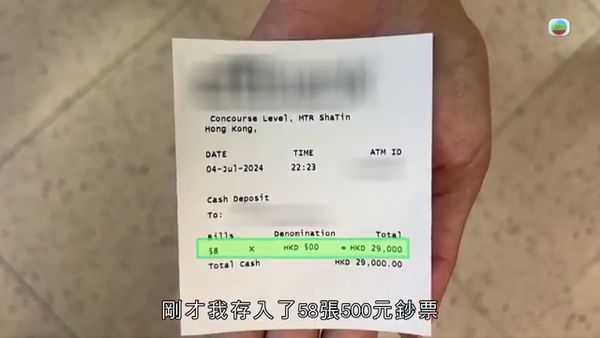 Concourse Level, MTR ShaTin
Hong Kong,
DATE TIME ATM ID
04-Jul-2024 22:23
Cash Deposit
To:
Bills Denomination Total
58 X HKD 500 = HKD 29,000
Total Cash HKD 29,000.00
剛才我存入了58張500元鈔票